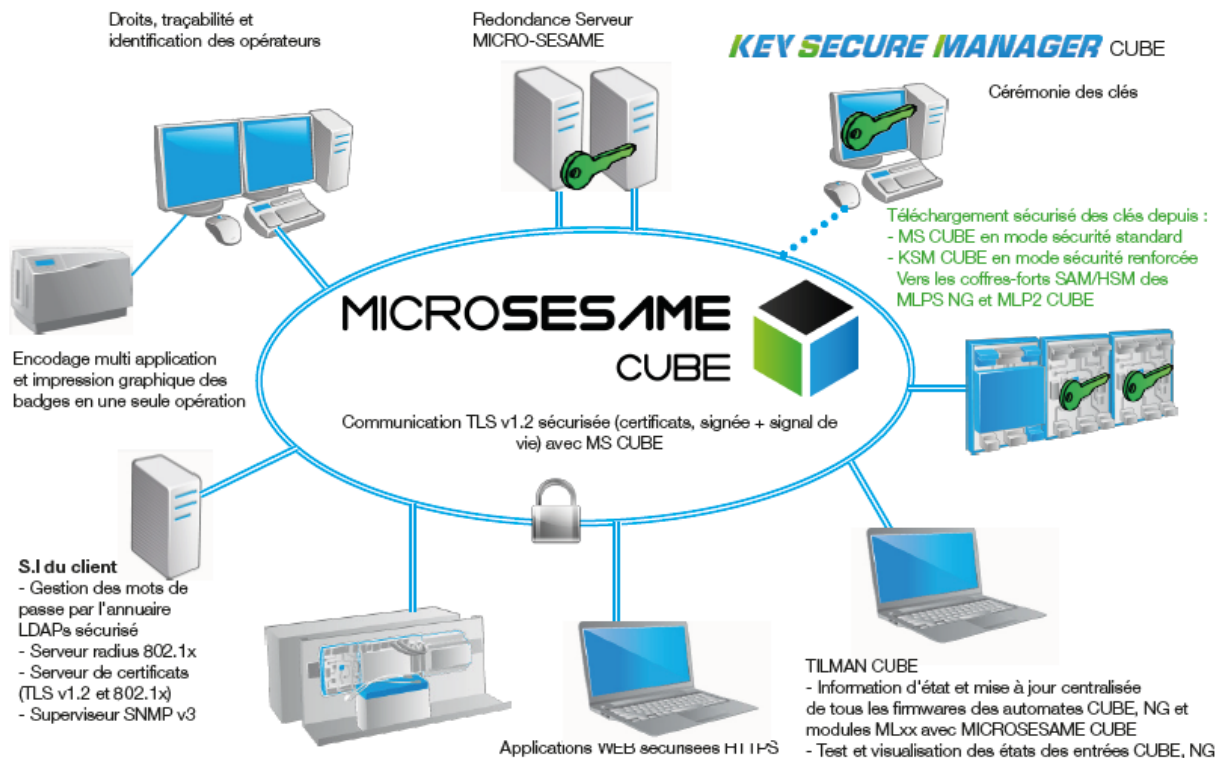 Droits, traçabilité et
identification des opérateurs
Redondance Serveur
MICRO-SESAME
KEY SECURE MANAGER CUBE
Cérémonie des clés
Téléchargement sécurisé des clés depuis :
- MS CUBE en mode sécurité standard
- KSM CUBE en mode sécurité renforcée
Vers les coffres-forts SAM/HSM des
MLPS NG et MLP2 CUBE
MICROSESAME
CUBE
Communication TLS v1.2 sécurisée (certificats, signée + signal de
vie) avec MS CUBE
Encodage multi application
et impression graphique des
badges en une seule opération
S.I du client
- Gestion des mots de
passe par l'annuaire
LDAPs sécurisé
- Serveur radius 802.1x
- Serveur de certificats
(TLS v1.2 et 802.1x)
- Superviseur SNMP v3
Applications WEB sécurisées HTTPS
TILMAN CUBE
- Information d'état et mise à jour centralisée
de tous les firmwares des automates CUBE, NG et
modules MLxx avec MICROSESAME CUBE
- Test et visualisation des états des entrées CUBE, NG